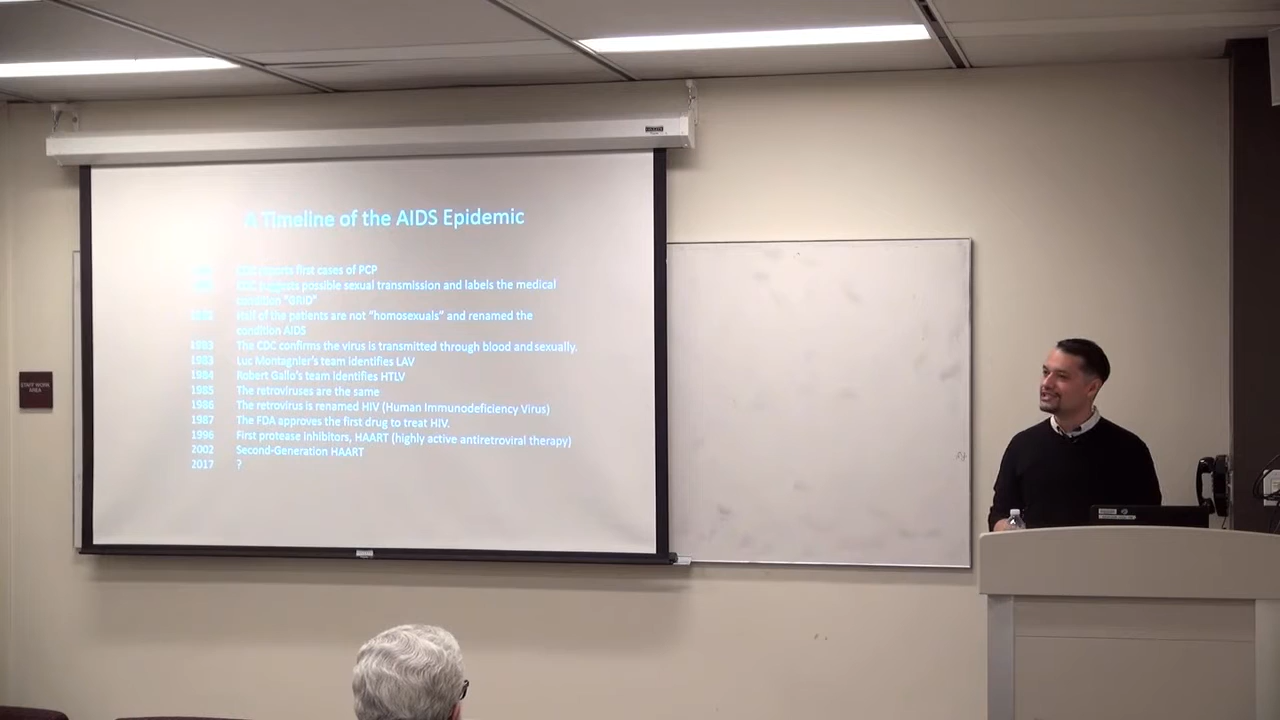 A Timeline of the AIDS Epidemic
CDC reports first cases of PCP
CDC suggests possible sexual transmission and labels the medical
condition "GRID"
Half of the patients are not “homosexuals” and renamed the
condition AIDS
1983 The CDC confirms the virus is transmitted through blood and sexually.
1983 Luc Montagnier's team identifies LAV
1984 Robert Gallo's team identifies HTLV
1985 The retroviruses are the same
1986 The retrovirus is renamed HIV (Human Immunodeficiency Virus)
1987 The FDA approves the first drug to treat HIV.
1996 First protease inhibitors, HAART (highly active antiretroviral therapy)
2002 Second-Generation HAART
2017 ?
STAFF WORK
AREA